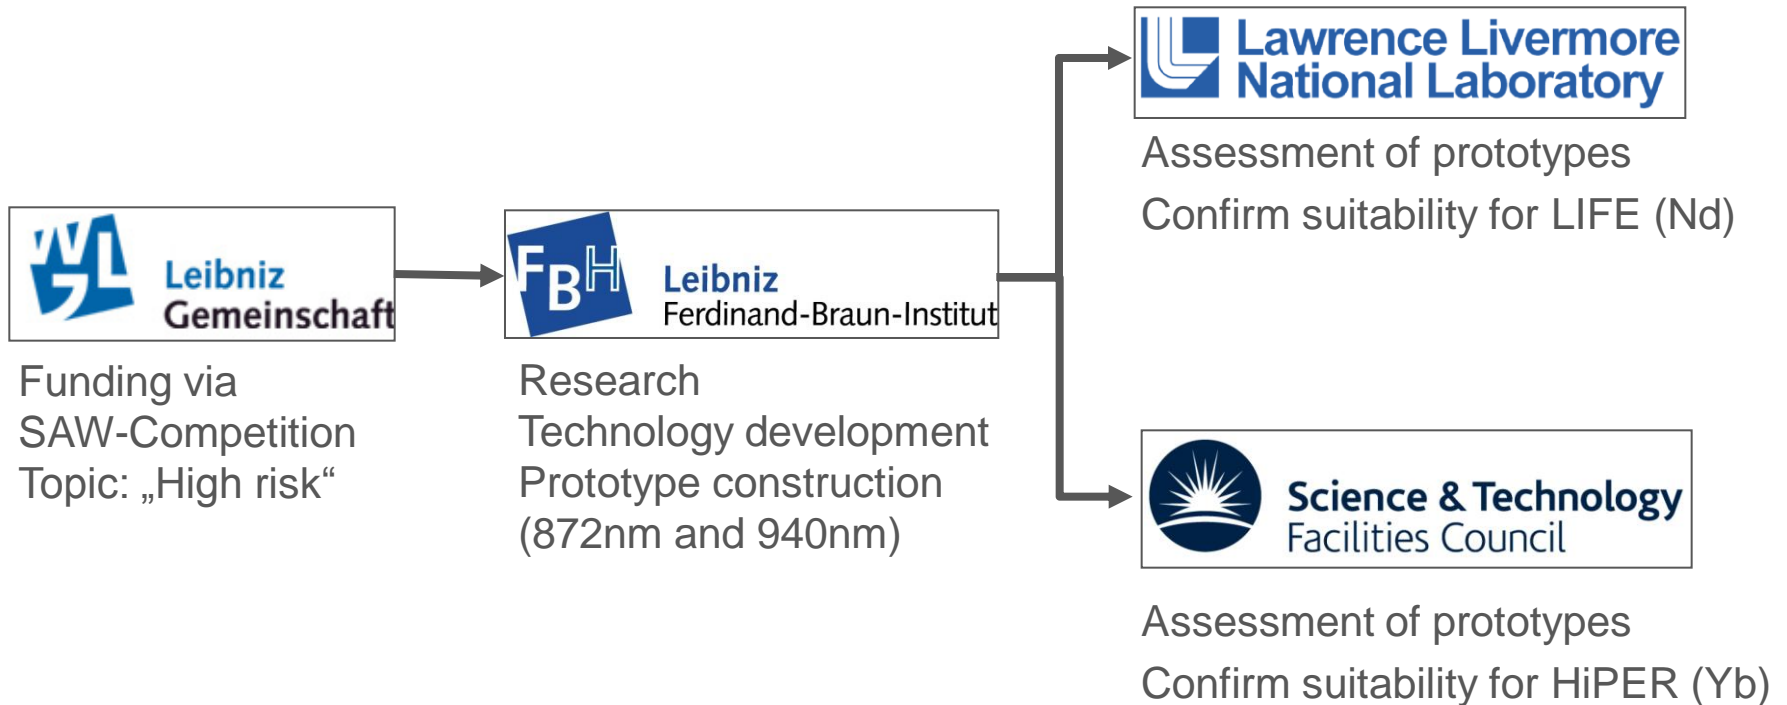 Leibniz
Gemeinschaft
Funding via
SAW-Competition
Topic: „High risk“
FBH
Leibniz
Ferdinand-Braun-Institut
Research
Technology development
Prototype construction
(872nm and 940nm)
Lawrence Livermore
National Laboratory
Assessment of prototypes
Confirm suitability for LIFE (Nd)
Science & Technology
Facilities Council
Assessment of prototypes
Confirm suitability for HiPER (Yb)